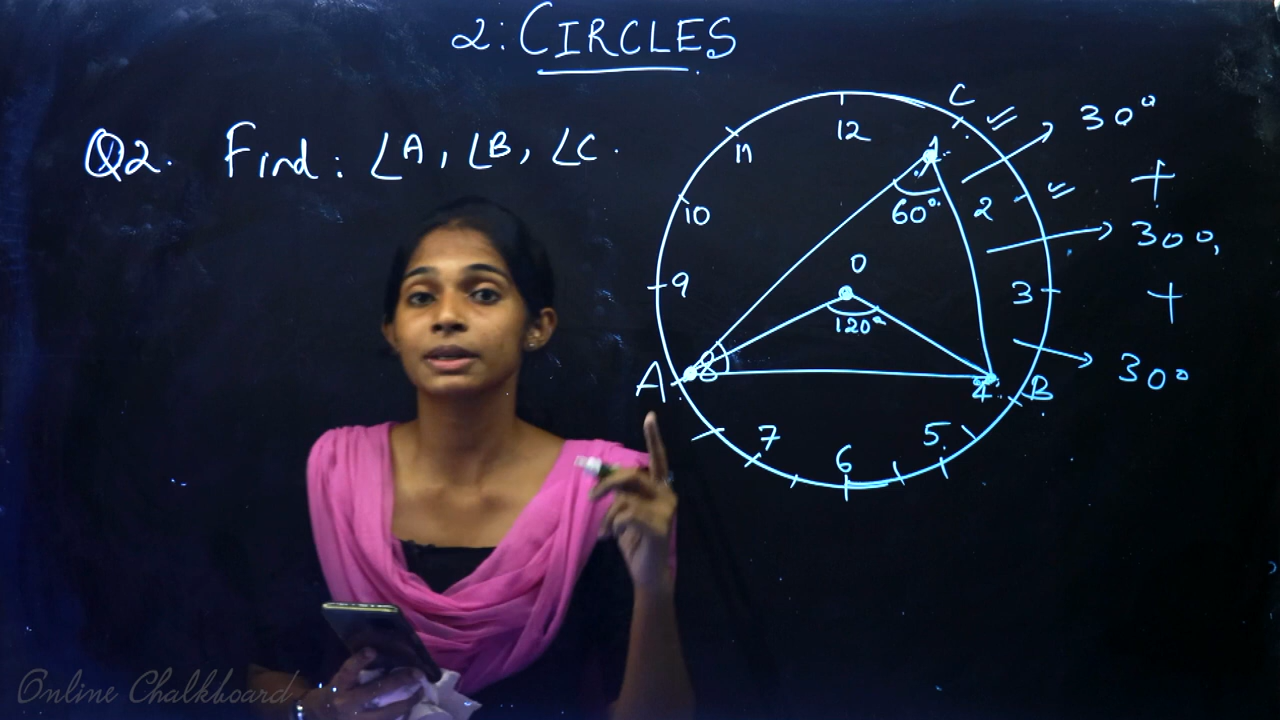 2: CIRCLES
Q2. Find: ∠A, ∠B, ∠C.
C
12
11
1
30°
+
10
60°
2
30°,
9
O
3
+
120°
30°
A
8
4
B
7
5
6
Online Chalkboard